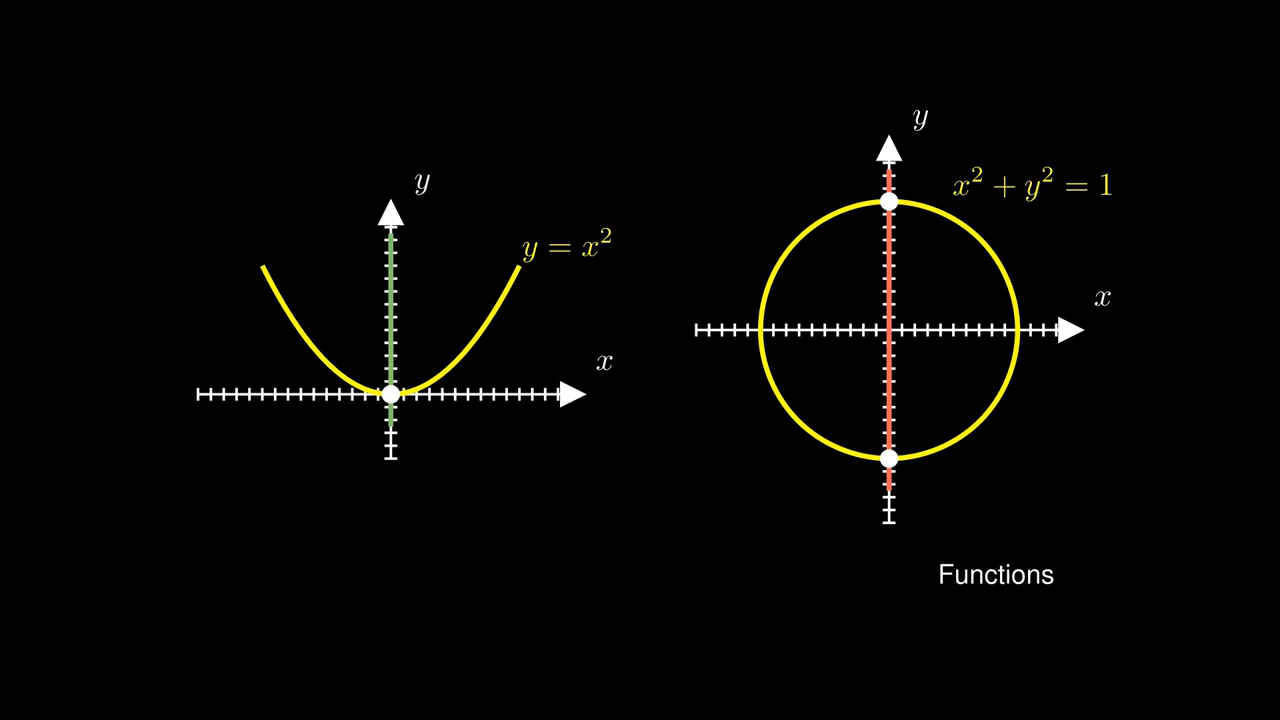 y
y = x²
x
y
x² + y² = 1
x
Functions